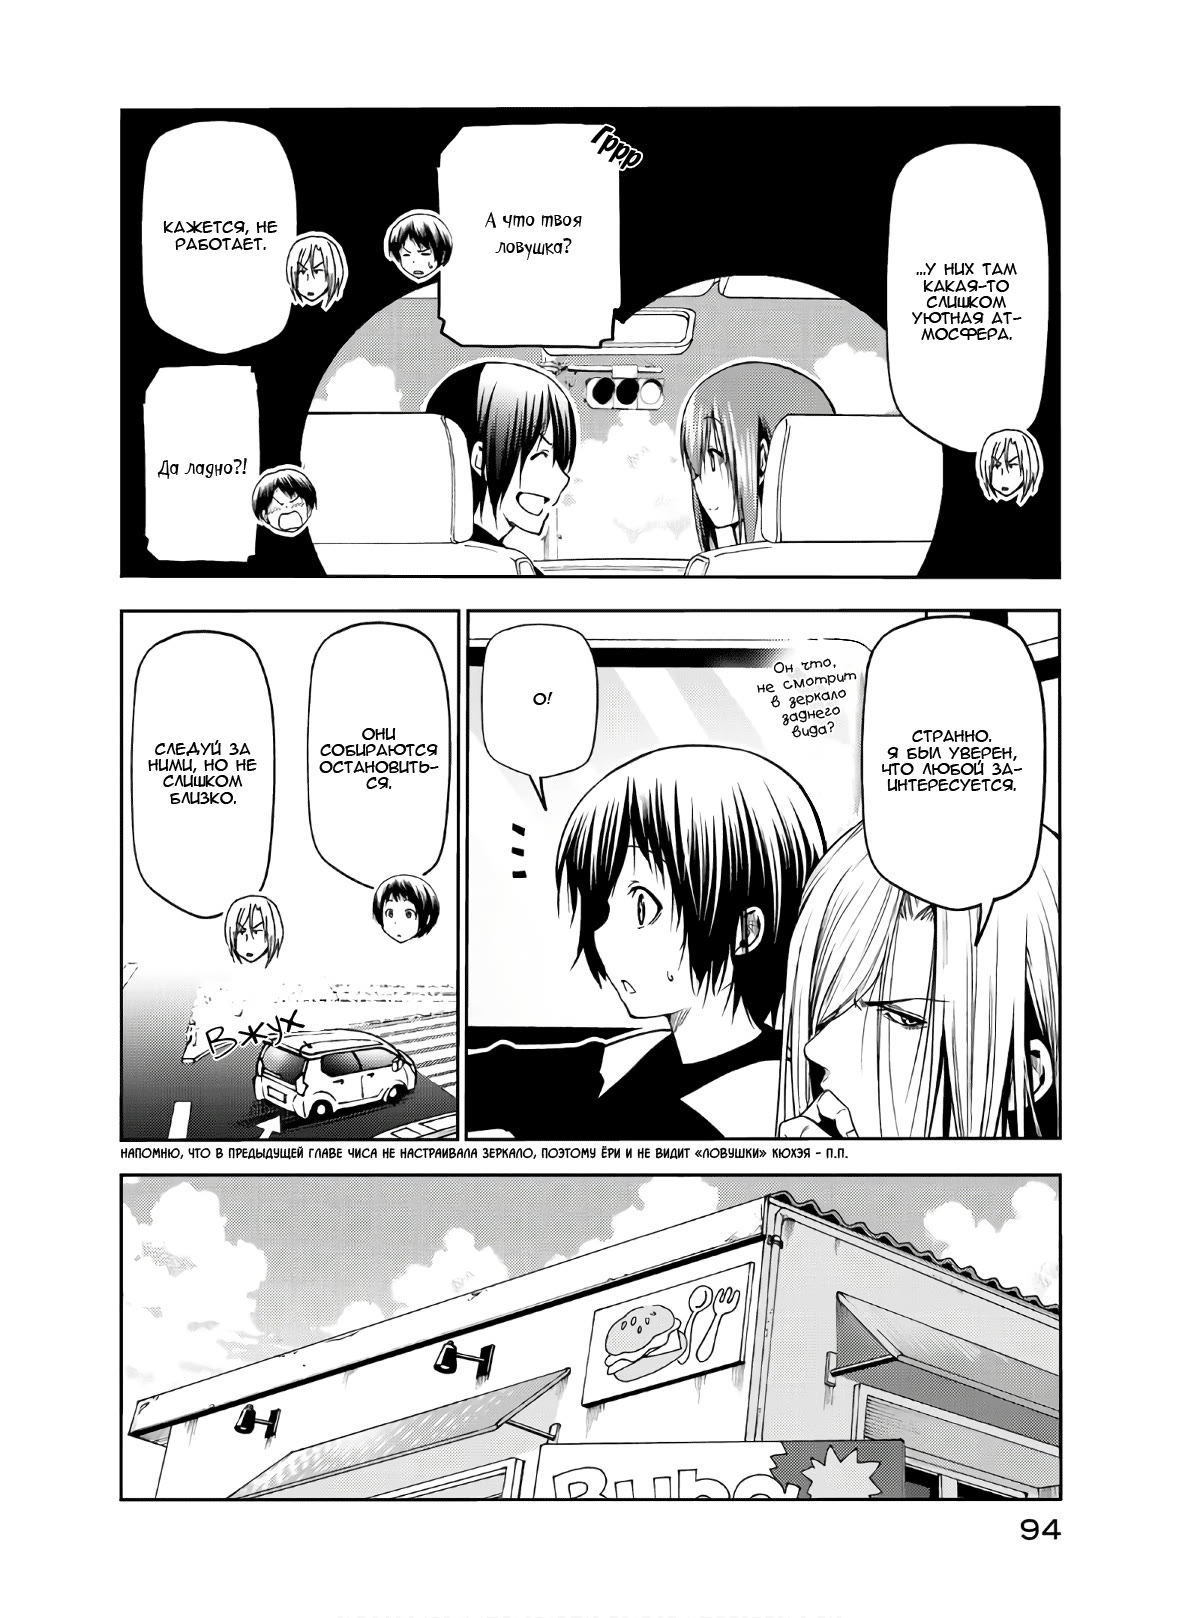 ...У НИХ ТАМ
КАКАЯ-ТО
СЛИШКОМ
УЮТНАЯ АТ-
МОСФЕРА.
Гррр
А что твоя
ловушка?
КАЖЕТСЯ, НЕ
РАБОТАЕТ.
Да ладно?!
СТРАННО.
Я БЫЛ УВЕРЕН,
ЧТО ЛЮБОЙ ЗА-
ИНТЕРЕСУЕТСЯ.
Он что,
не смотрит
в зеркало
заднего
вида?
О!
ОНИ
СОБИРАЮТСЯ
ОСТАНОВИТЬ-
СЯ.
СЛЕДУЙ ЗА
НИМИ, НО НЕ
СЛИШКОМ
БЛИЗКО.
ВЖУХ
НАПОМНЮ, ЧТО В ПРЕДЫДУЩЕЙ ГЛАВЕ ЧИСА НЕ НАСТРАИВАЛА ЗЕРКАЛО, ПОЭТОМУ ЁРИ И НЕ ВИДИТ «ЛОВУШКИ» КЮХЭЯ - П.П.
Buba
94